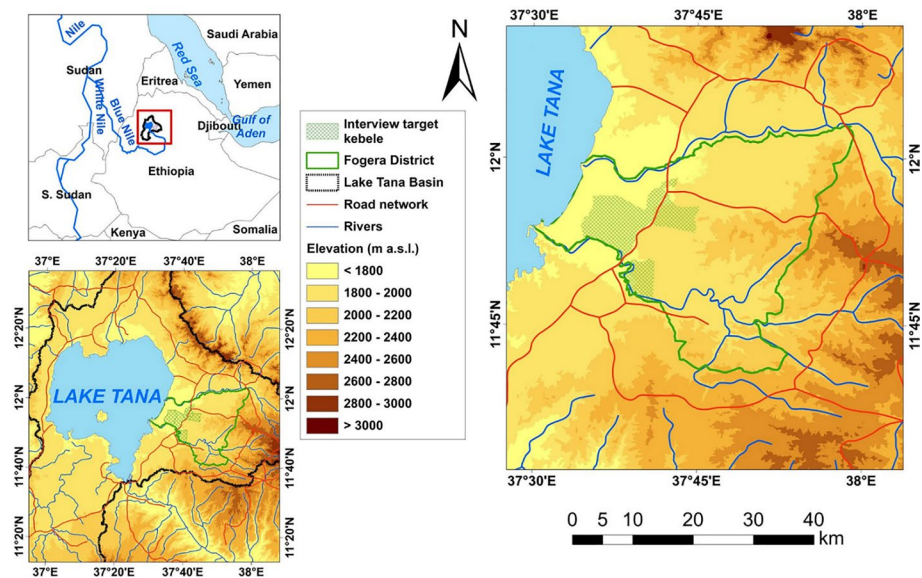 Nile
Saudi Arabia
Red Sea
Sudan
Eritrea
Yemen
White Nile
Blue Nile
Gulf of
Aden
Djibouti
Ethiopia
S. Sudan
Kenya
Somalia
N
Interview target
kebele
Fogera District
Lake Tana Basin
Road network
Rivers
Elevation (m a.s.l.)
< 1800
1800 - 2000
2000 - 2200
2200 - 2400
2400 - 2600
2600 - 2800
2800 - 3000
> 3000
37°20'E 37°40'E 38°E
12°20'N
12°N
11°40'N
11°20'N
LAKE TANA
12°20'N
12°N
11°40'N
11°20'N
37°20'E 37°40'E 38°E
37°30'E 37°45'E 38°E
LAKE TANA
12°N
12°N
11°45'N
11°45'N
37°30'E 37°45'E 38°E
0 5 10 20 30 40
km